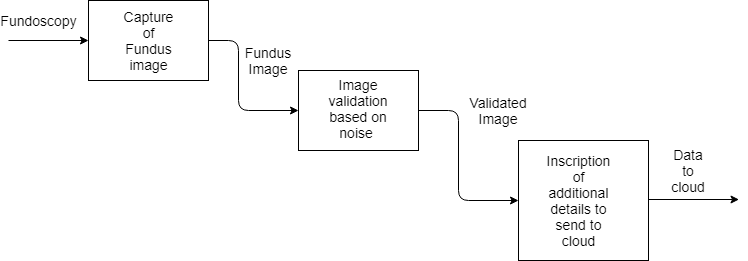 Fundoscopy
Capture
of
Fundus
image
Fundus
Image
Image
validation
based on
noise
Validated
Image
Inscription
of
additional
details to
send to
cloud
Data
to
cloud